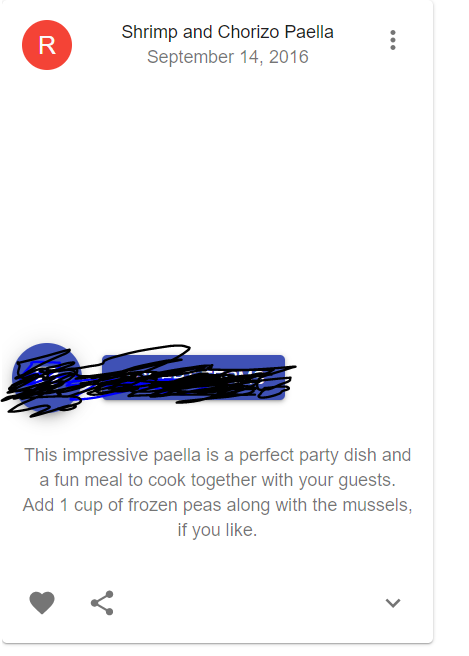 R
Shrimp and Chorizo Paella
September 14, 2016
This impressive paella is a perfect party dish and
a fun meal to cook together with your guests.
Add 1 cup of frozen peas along with the mussels,
if you like.